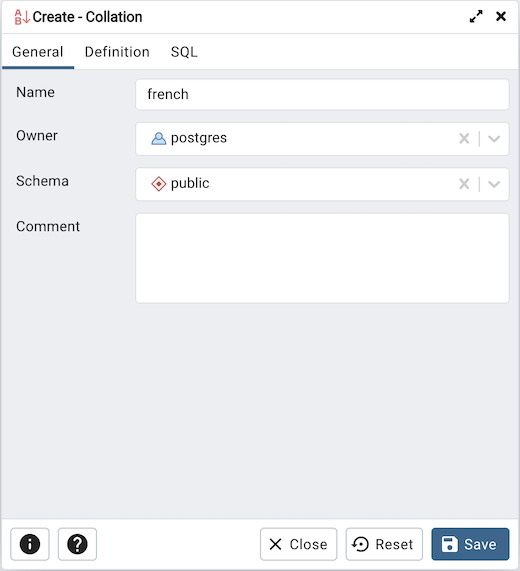 Create - Collation
General Definition SQL
Name french
Owner postgres
Schema public
Comment
Close Reset Save